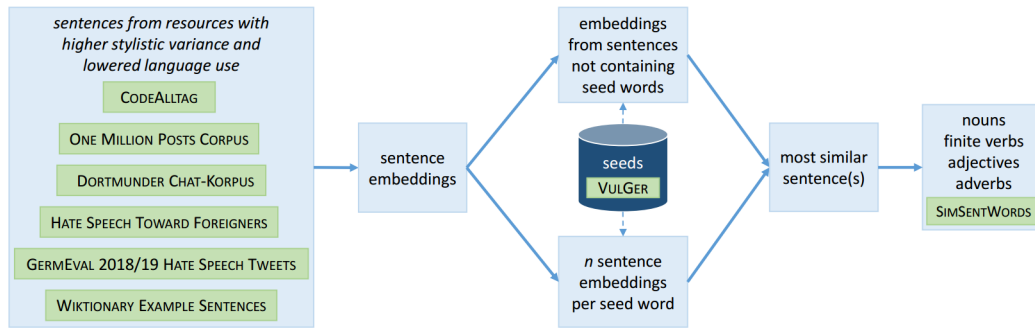 sentences from resources with
higher stylistic variance and
lowered language use
CODEALLTAG
ONE MILLION POSTS CORPUS
DORTMUNDER CHAT-KORPUS
HATE SPEECH TOWARD FOREIGNERS
GERMEVAL 2018/19 HATE SPEECH TWEETS
WIKTIONARY EXAMPLE SENTENCES
sentence
embeddings
embeddings
from sentences
not containing
seed words
seeds
VULGER
n sentence
embeddings
per seed word
most similar
sentence(s)
nouns
finite verbs
adjectives
adverbs
SIMSENTWORDS